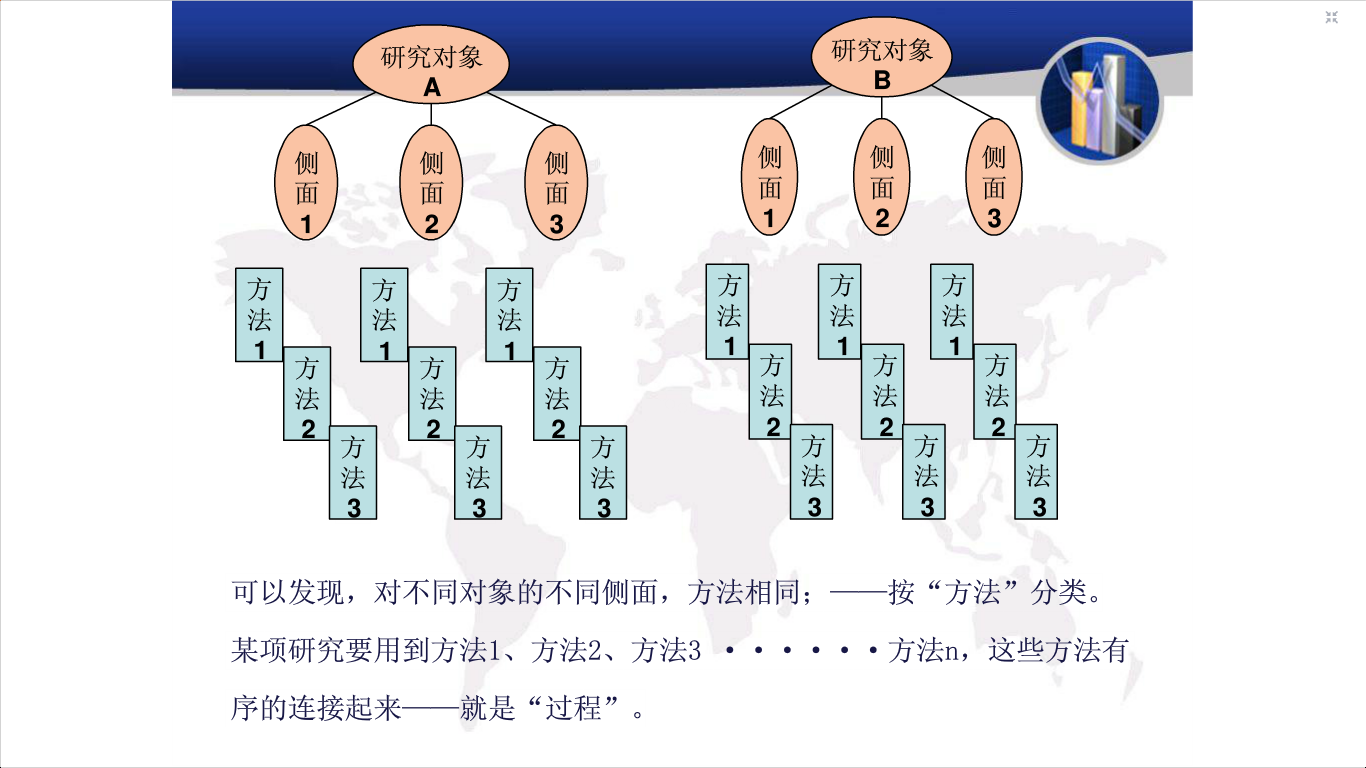 研究对象
A
研究对象
B
侧面1
侧面2
侧面3
侧面1
侧面2
侧面3
方法1
方法1
方法1
方法1
方法1
方法1
方法2
方法2
方法2
方法2
方法2
方法2
方法3
方法3
方法3
方法3
方法3
方法3
可以发现，对不同对象的不同侧面，方法相同；——按“方法”分类。
某项研究要用到方法1、方法2、方法3 ······方法n，这些方法有
序的连接起来——就是“过程”。